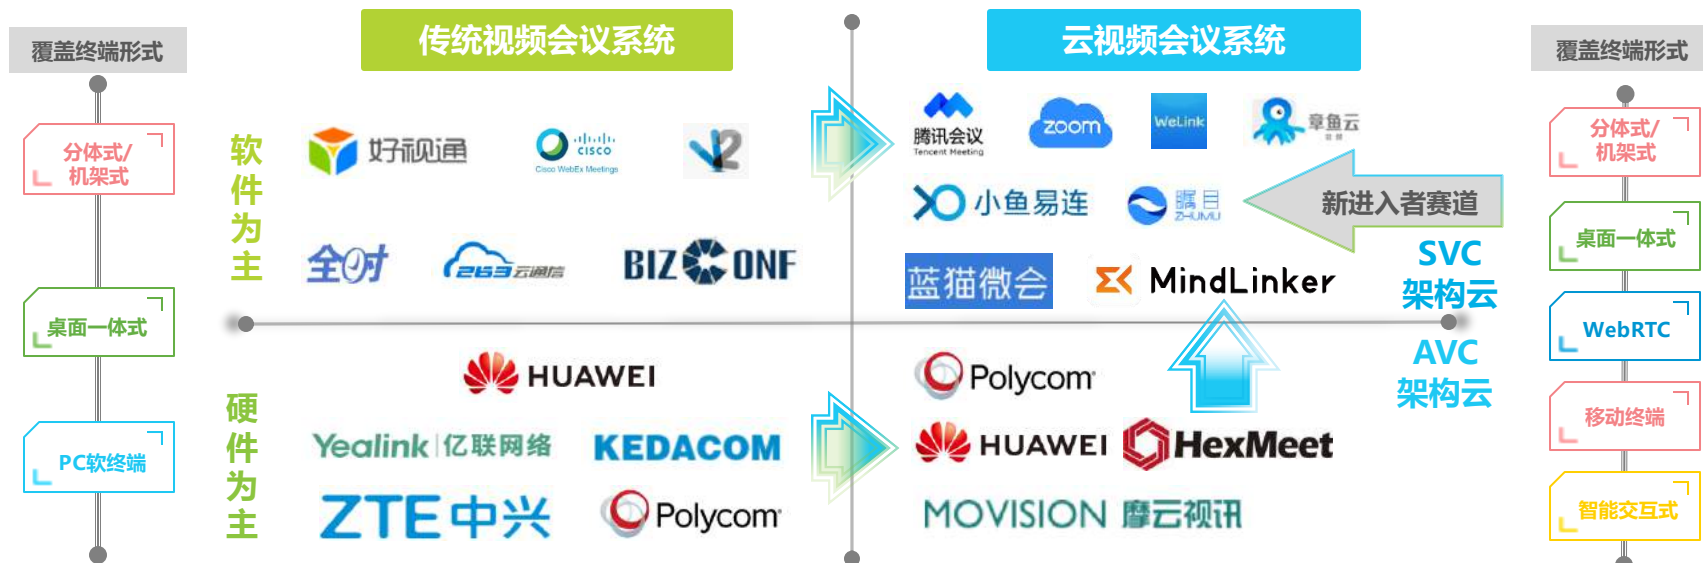 传统视频会议系统
云视频会议系统
覆盖终端形式
分体式/
机架式
桌面一体式
PC软终端
软件为主
好视通
CISCO
Cisco WebEx Meetings
V2
全时
263云通信
BIZCONF
硬件为主
HUAWEI
Yealink 亿联网络
KEDACOM
ZTE中兴
Polycom
腾讯会议
Tencent Meeting
zoom
WeLink
章鱼云
小鱼易连
瞩目
ZHUMU
新进入者赛道
蓝猫微会
MindLinker
SVC
架构云
AVC
架构云
Polycom
HUAWEI
HexMeet
MOVISION 摩云视讯
覆盖终端形式
分体式/
机架式
桌面一体式
WebRTC
移动终端
智能交互式